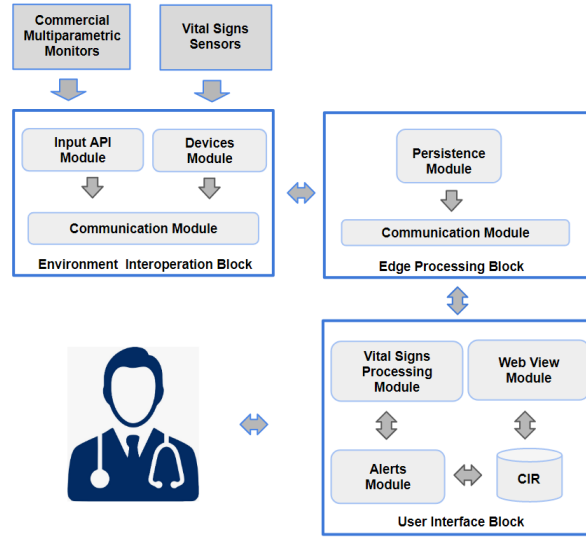 Commercial
Multiparametric
Monitors
Vital Signs
Sensors
Input API
Module
Devices
Module
Communication Module
Environment Interoperation Block
Persistence
Module
Communication Module
Edge Processing Block
Vital Signs
Processing
Module
Web View
Module
Alerts
Module
CIR
User Interface Block